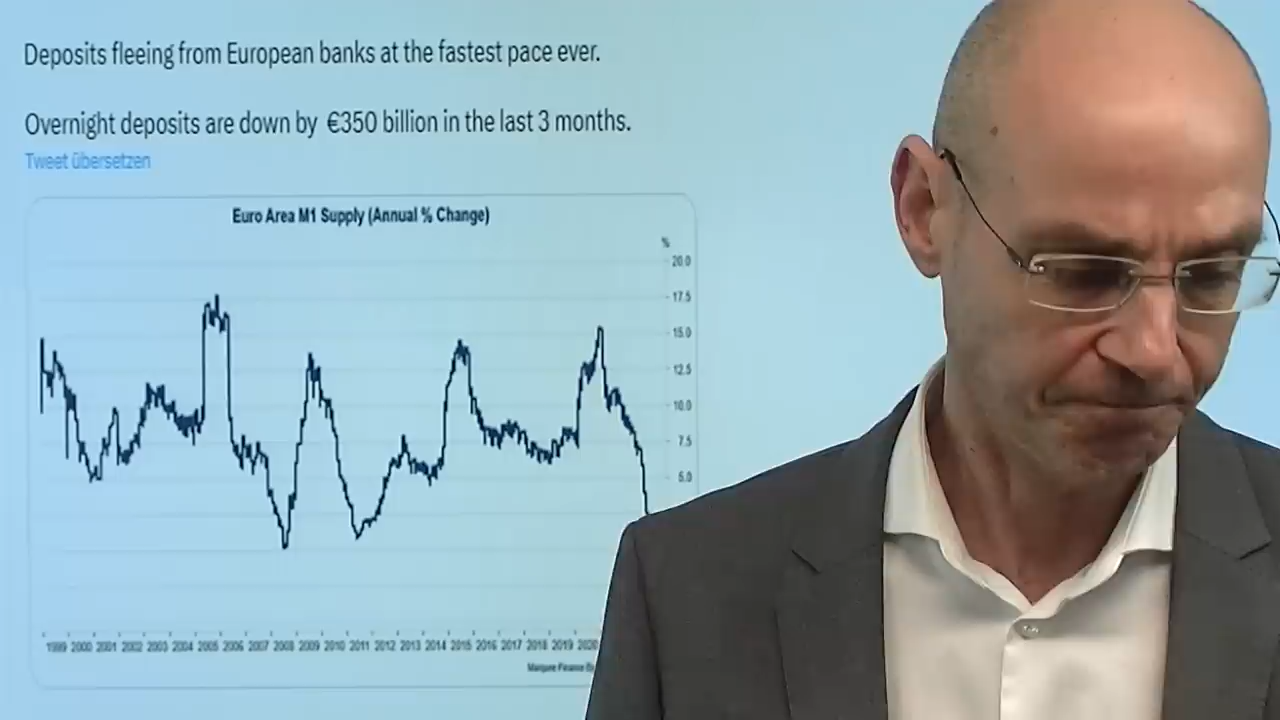 Deposits fleeing from European banks at the fastest pace ever.
Overnight deposits are down by €350 billion in the last 3 months.
Tweet übersetzen
Euro Area M1 Supply (Annual % Change)
%
20.0
17.5
15.0
12.5
10.0
7.5
5.0
1999 2000 2001 2002 2003 2004 2005 2006 2007 2008 2009 2010 2011 2012 2013 2014 2015 2016 2017 2018 2019 2020
Finance